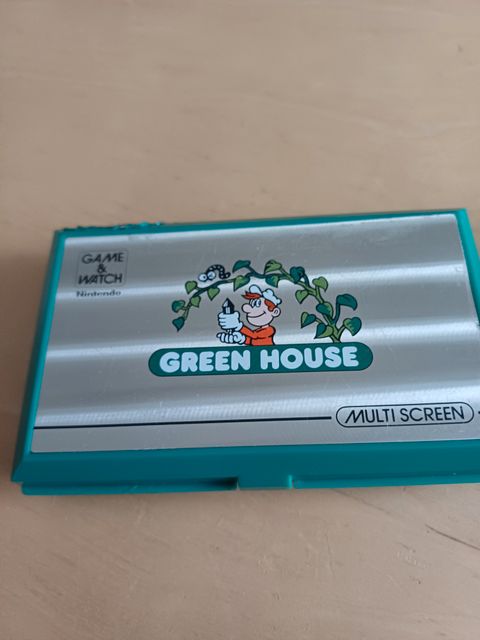 GAME
&
WATCH
Nintendo
GREEN HOUSE
MULTI SCREEN